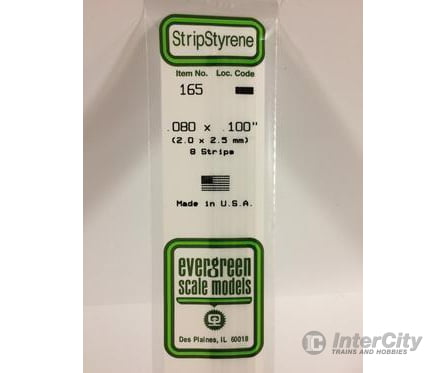 StripStyrene
Item No. Loc. Code
165
.080 x .100"
(2.0 x 2.5 mm)
8 Strips
Made in U.S.A.
evergreen
scale models
Des Plaines, IL 60018
IC InterCity
TRAINS AND HOBBIES